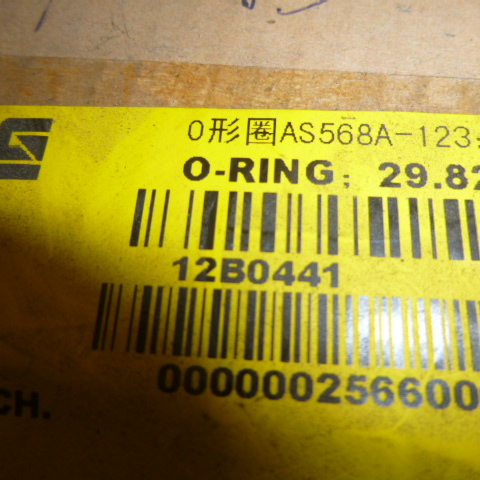 O形圈AS568A-123
O-RING; 29.82
12B0441
000000256600
CH.